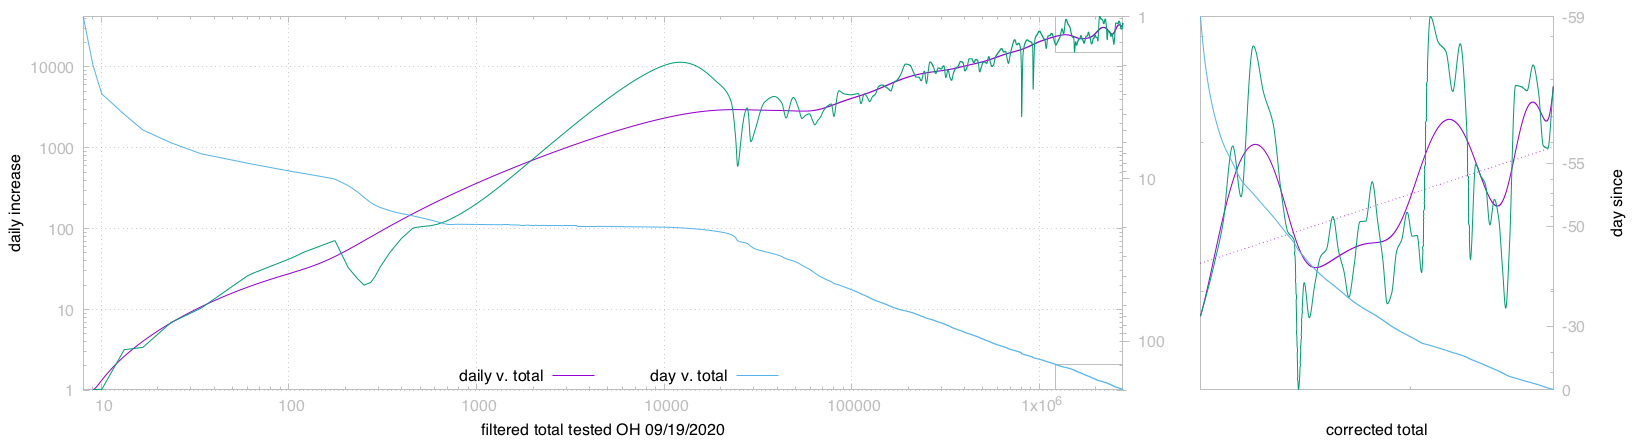 daily increase
10000
1000
100
10
1
10
100
1000
10000
100000
1x10^6
1
10
100
daily v. total
day v. total
filtered total tested OH 09/19/2020
-59
-55
-50
-30
0
day since
corrected total